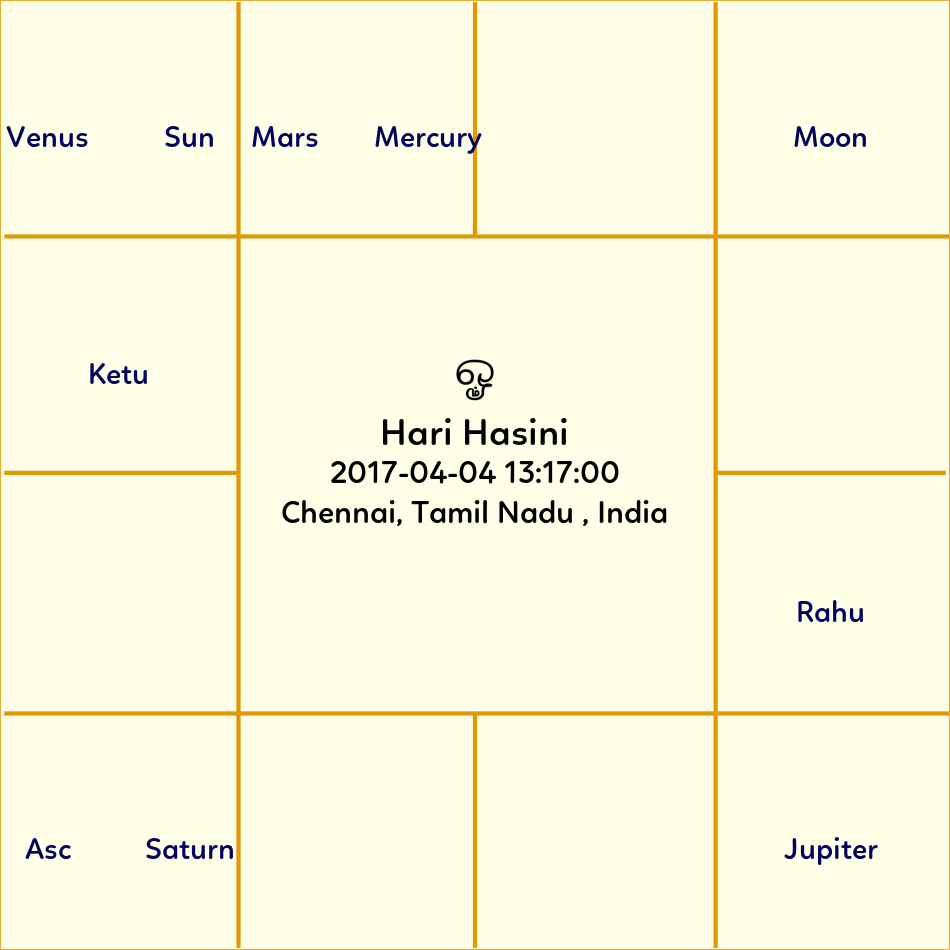 Venus Sun Mars Mercury Moon
Ketu
ௐ
Hari Hasini
2017-04-04 13:17:00
Chennai, Tamil Nadu , India
Rahu
Asc Saturn Jupiter